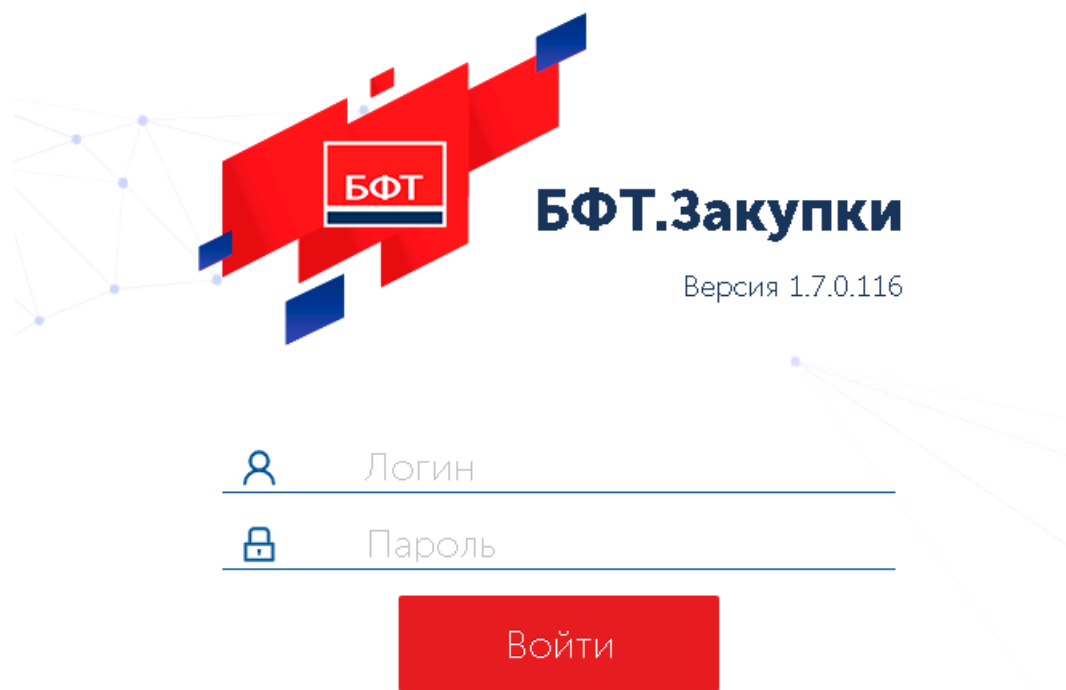 БФТ
БФТ.Закупки
Версия 1.7.0.116
Логин
Пароль
Войти